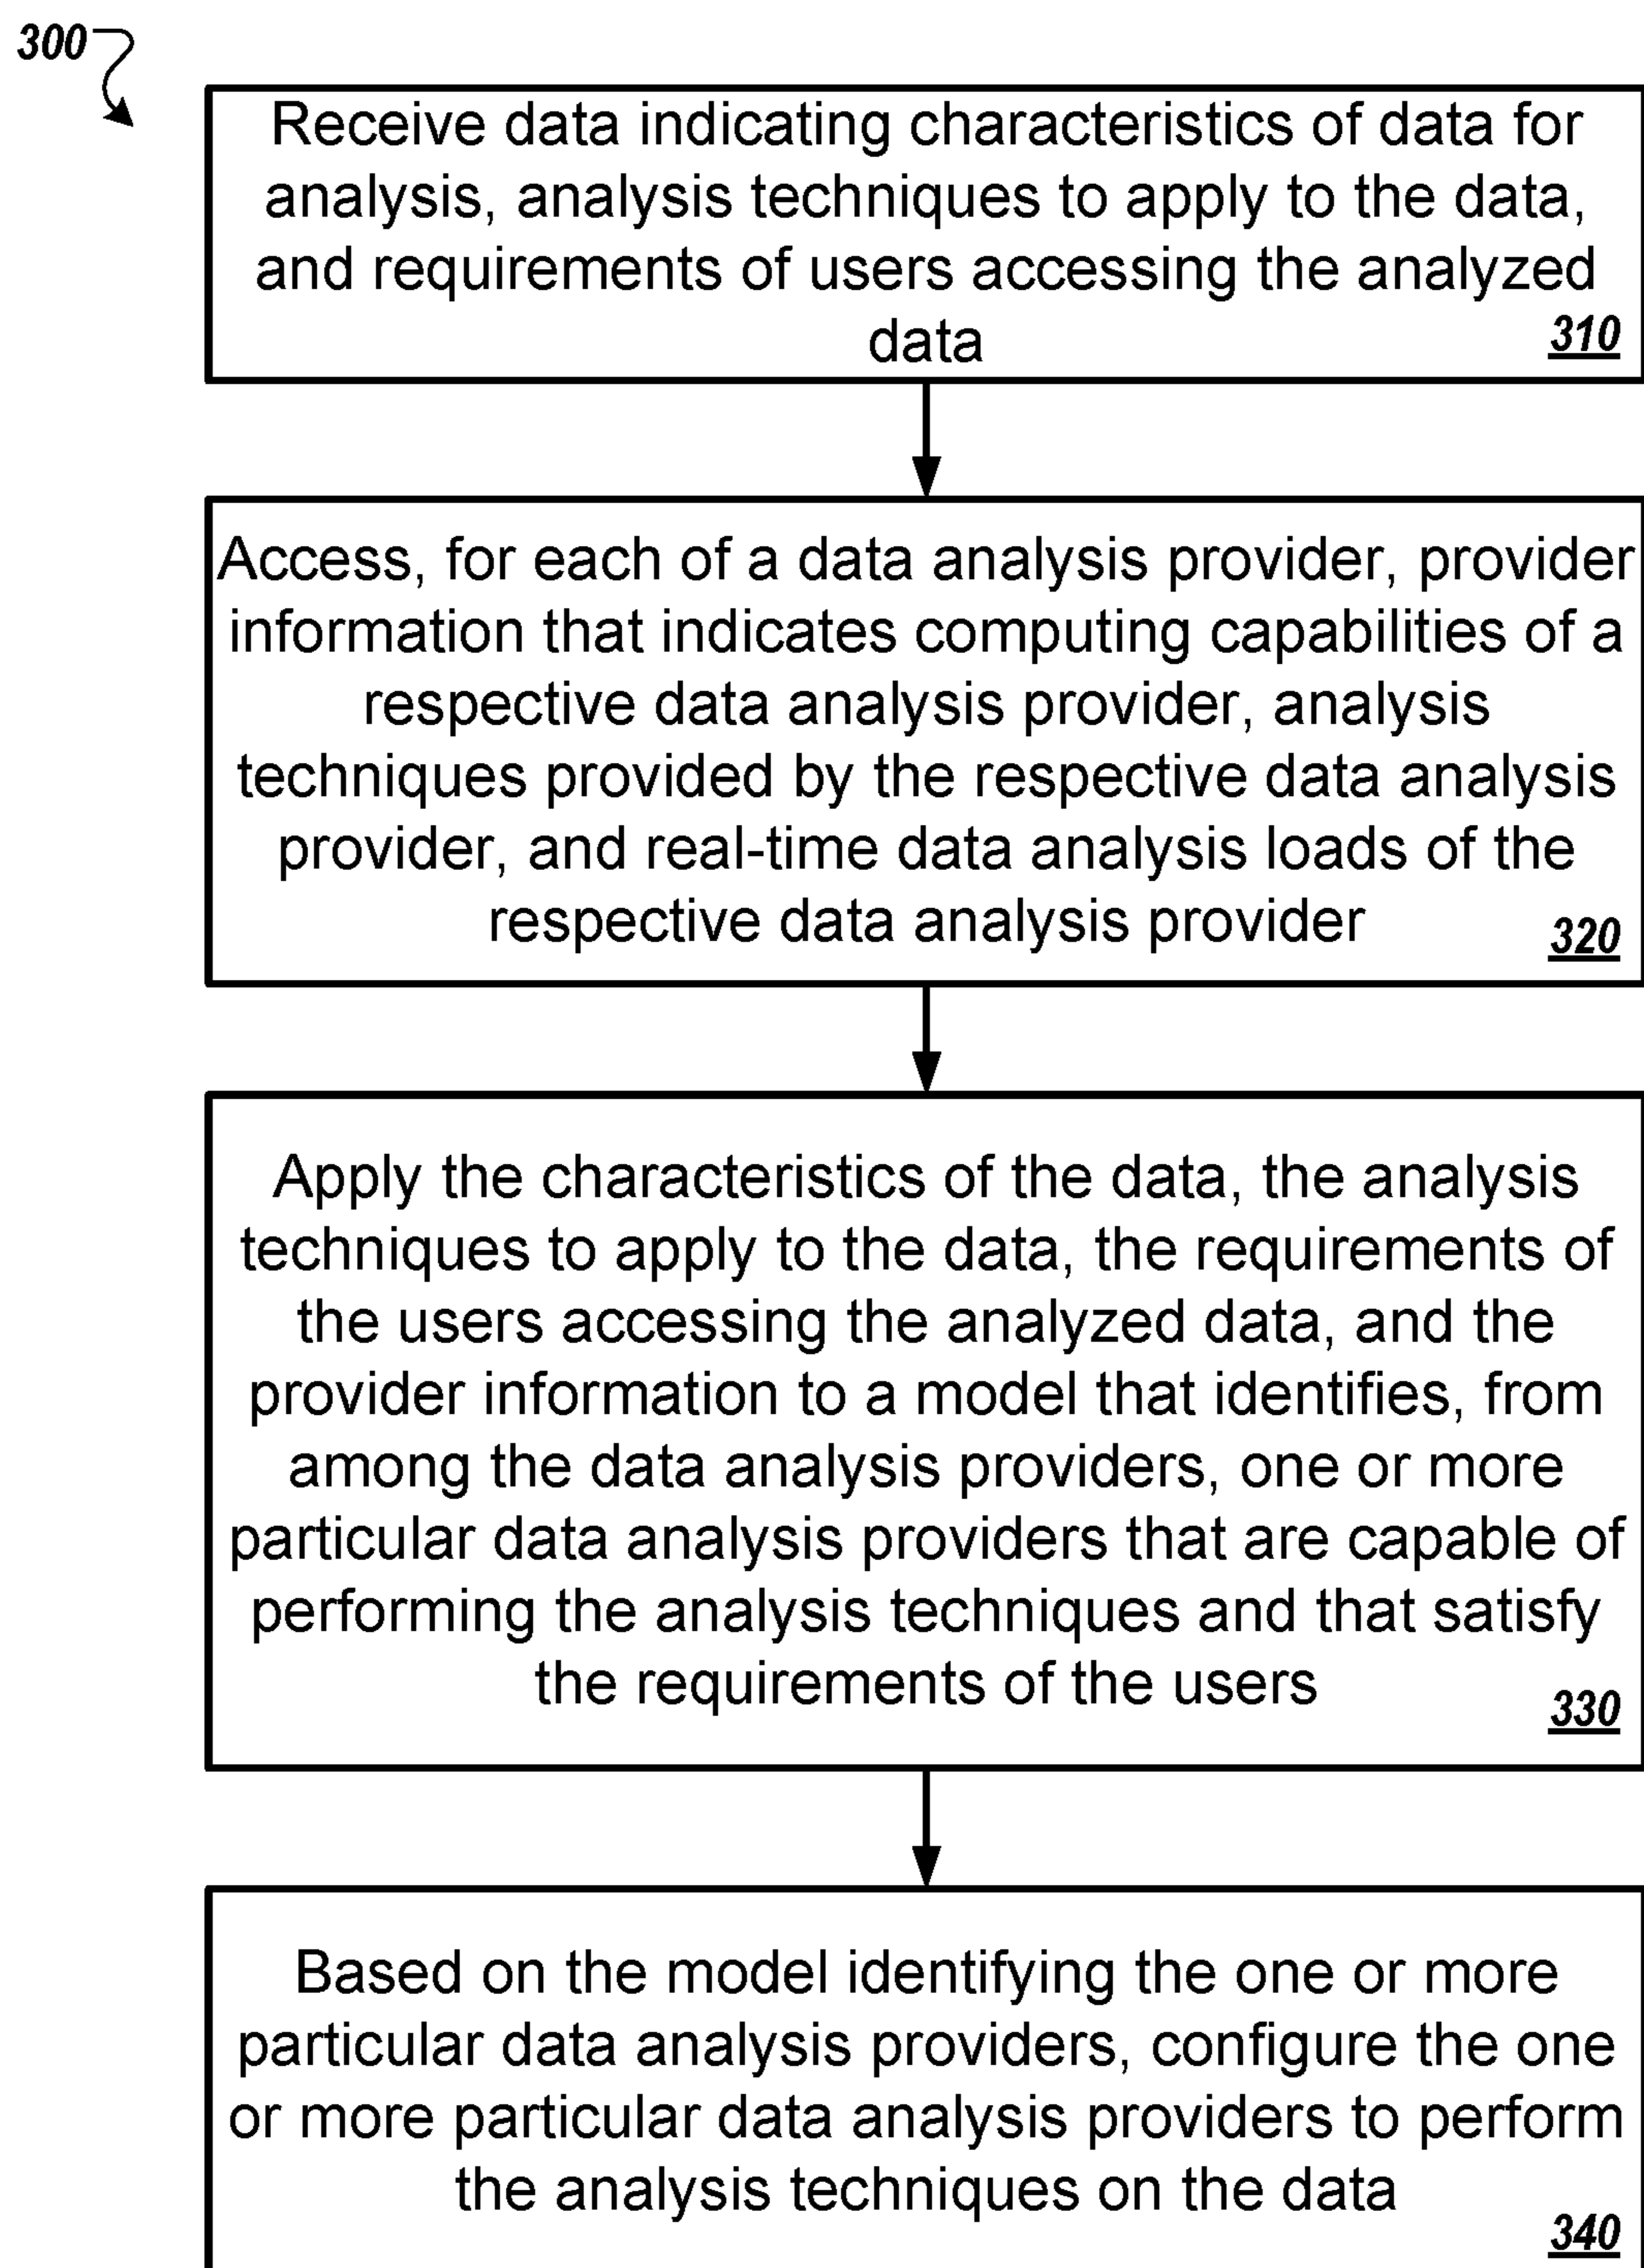 300
Receive data indicating characteristics of data for
analysis, analysis techniques to apply to the data,
and requirements of users accessing the analyzed
data
310
Access, for each of a data analysis provider, provider
information that indicates computing capabilities of a
respective data analysis provider, analysis
techniques provided by the respective data analysis
provider, and real-time data analysis loads of the
respective data analysis provider
320
Apply the characteristics of the data, the analysis
techniques to apply to the data, the requirements of
the users accessing the analyzed data, and the
provider information to a model that identifies, from
among the data analysis providers, one or more
particular data analysis providers that are capable of
performing the analysis techniques and that satisfy
the requirements of the users
330
Based on the model identifying the one or more
particular data analysis providers, configure the one
or more particular data analysis providers to perform
the analysis techniques on the data
340